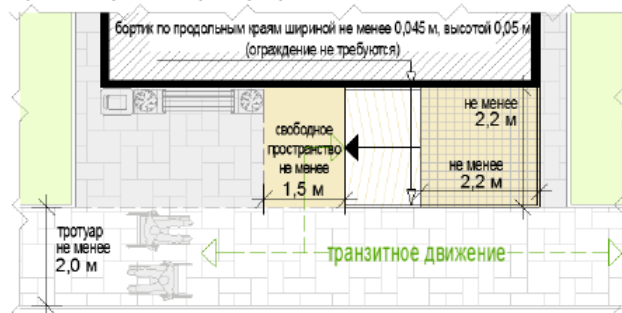 бортик по продольным краям шириной не менее 0,045 м, высотой 0,05 м
(ограждение не требуются)
не менее
2,2 м
свободное
пространство
не менее
1,5 м
не менее
2,2 м
тротуар
не менее
2,0 м
транзитное движение